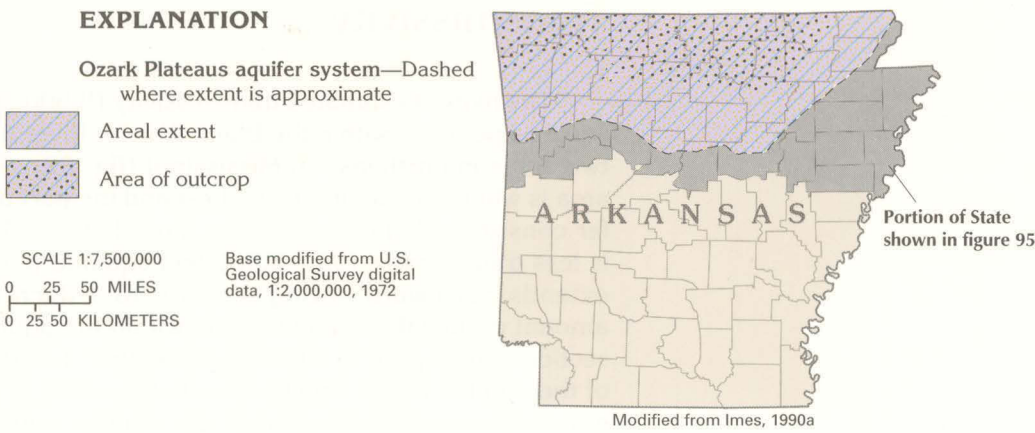 EXPLANATION
Ozark Plateaus aquifer system—Dashed
where extent is approximate
Areal extent
Area of outcrop
SCALE 1:7,500,000
0 25 50 MILES
0 25 50 KILOMETERS
Base modified from U.S.
Geological Survey digital
data, 1:2,000,000, 1972
ARKANSAS
Portion of State
shown in figure 95
Modified from Imes, 1990a